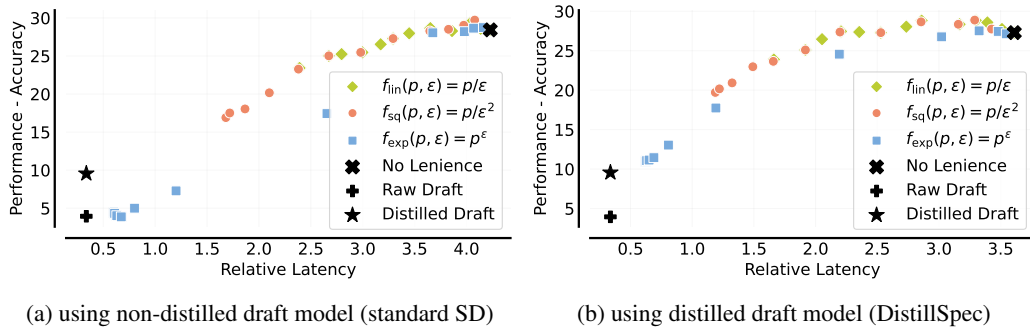 30
25
20
15
10
5
Performance - Accuracy
0.5 1.0 1.5 2.0 2.5 3.0 3.5 4.0
Relative Latency
f_lin(p, ε) = p/ε
f_sq(p, ε) = p/ε²
f_exp(p, ε) = p^ε
No Lenience
Raw Draft
Distilled Draft
(a) using non-distilled draft model (standard SD)
30
25
20
15
10
5
Performance - Accuracy
0.5 1.0 1.5 2.0 2.5 3.0 3.5
Relative Latency
f_lin(p, ε) = p/ε
f_sq(p, ε) = p/ε²
f_exp(p, ε) = p^ε
No Lenience
Raw Draft
Distilled Draft
(b) using distilled draft model (DistillSpec)